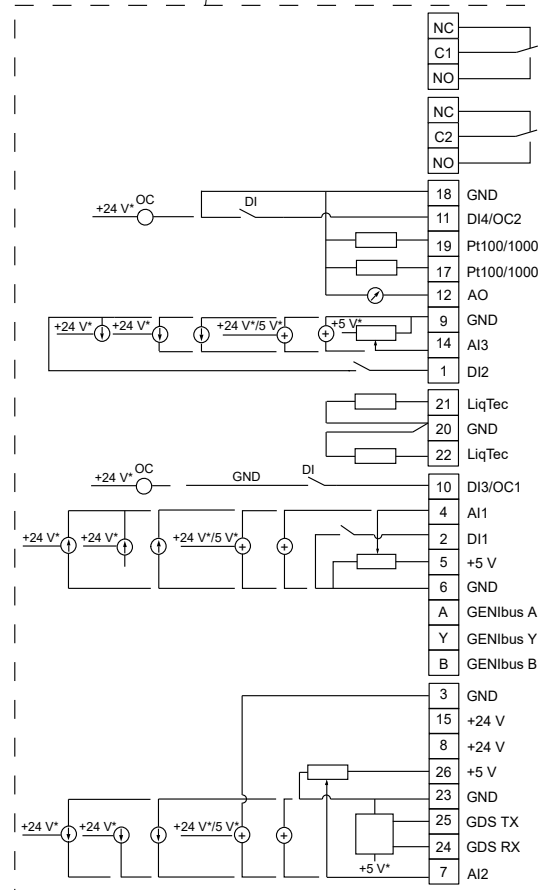 NC
C1
NO
NC
C2
NO
18 GND
+24 V* OC DI 11 DI4/OC2
19 Pt100/1000
17 Pt100/1000
12 AO
9 GND
+24 V* +24 V* +24 V*/5 V* +5 V*
14 AI3
1 DI2
21 LiqTec
20 GND
22 LiqTec
+24 V* OC GND DI 10 DI3/OC1
4 AI1
2 DI1
+24 V* +24 V* +24 V*/5 V*
5 +5 V
6 GND
A GENIbus A
Y GENIbus Y
B GENIbus B
3 GND
15 +24 V
8 +24 V
26 +5 V
23 GND
25 GDS TX
+24 V* +24 V* +24 V*/5 V*
24 GDS RX
+5 V*
7 AI2